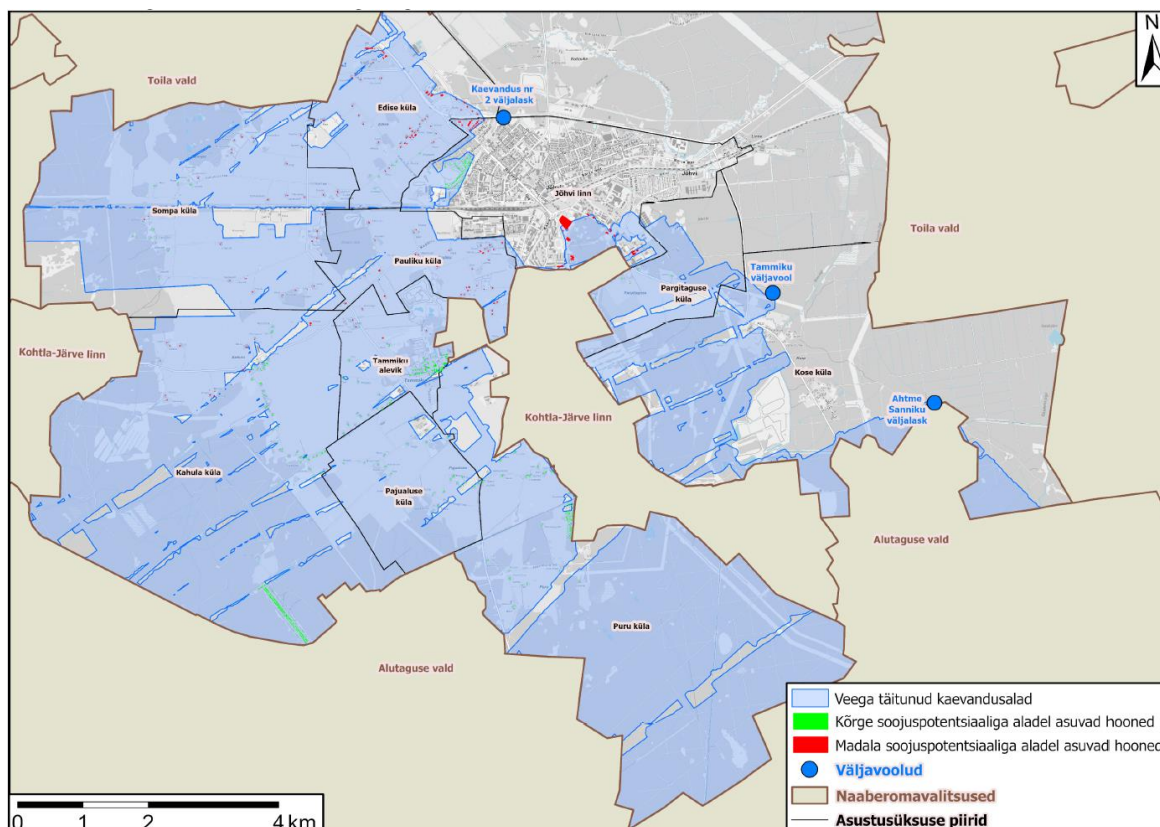 N
Toila vald
Kaevandus nr
2 väljalask
Edise küla
Jõhvi linn
Jõhvi
Sompa küla
Toila vald
Pauliku küla
Tammiku
väljavool
Pargitaguse
küla
Kohtla-Järve linn
Tammiku
alevik
Kose küla
Ahtme
Sanniku
väljalask
Kohtla-Järve linn
Kahula küla
Pajualuse
küla
Alutaguse vald
Puru küla
Alutaguse vald
Veega täitunud kaevandusalad
Kõrge soojuspotentsiaaliga aladel asuvad hooned
Madala soojuspotentsiaaliga aladel asuvad hooned
Väljavoolud
Naaberomavalitsused
Asustusüksuse piirid
0 1 2 4 km